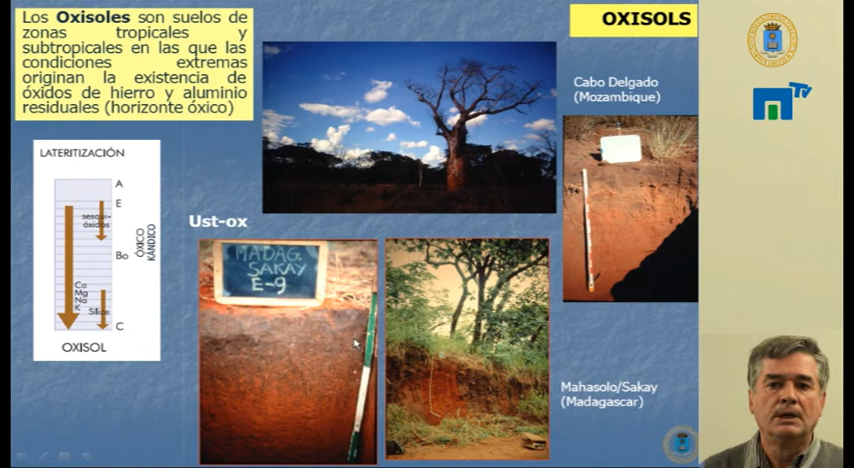 Los Oxisoles son suelos de
zonas tropicales y
subtropicales en las que las
condiciones extremas
originan la existencia de
óxidos de hierro y aluminio
residuales (horizonte óxico)
OXISOLS
TV
Cabo Delgado
(Mozambique)
LATERITIZACIÓN
A
E
sesqui-
óxidos
Bo
ÓXICO
KÁNDICO
Ca
Mg
Na
K
Sílice
C
OXISOL
Ust-ox
MADAG.
SAKAY
E-9
Mahasolo/Sakay
(Madagascar)